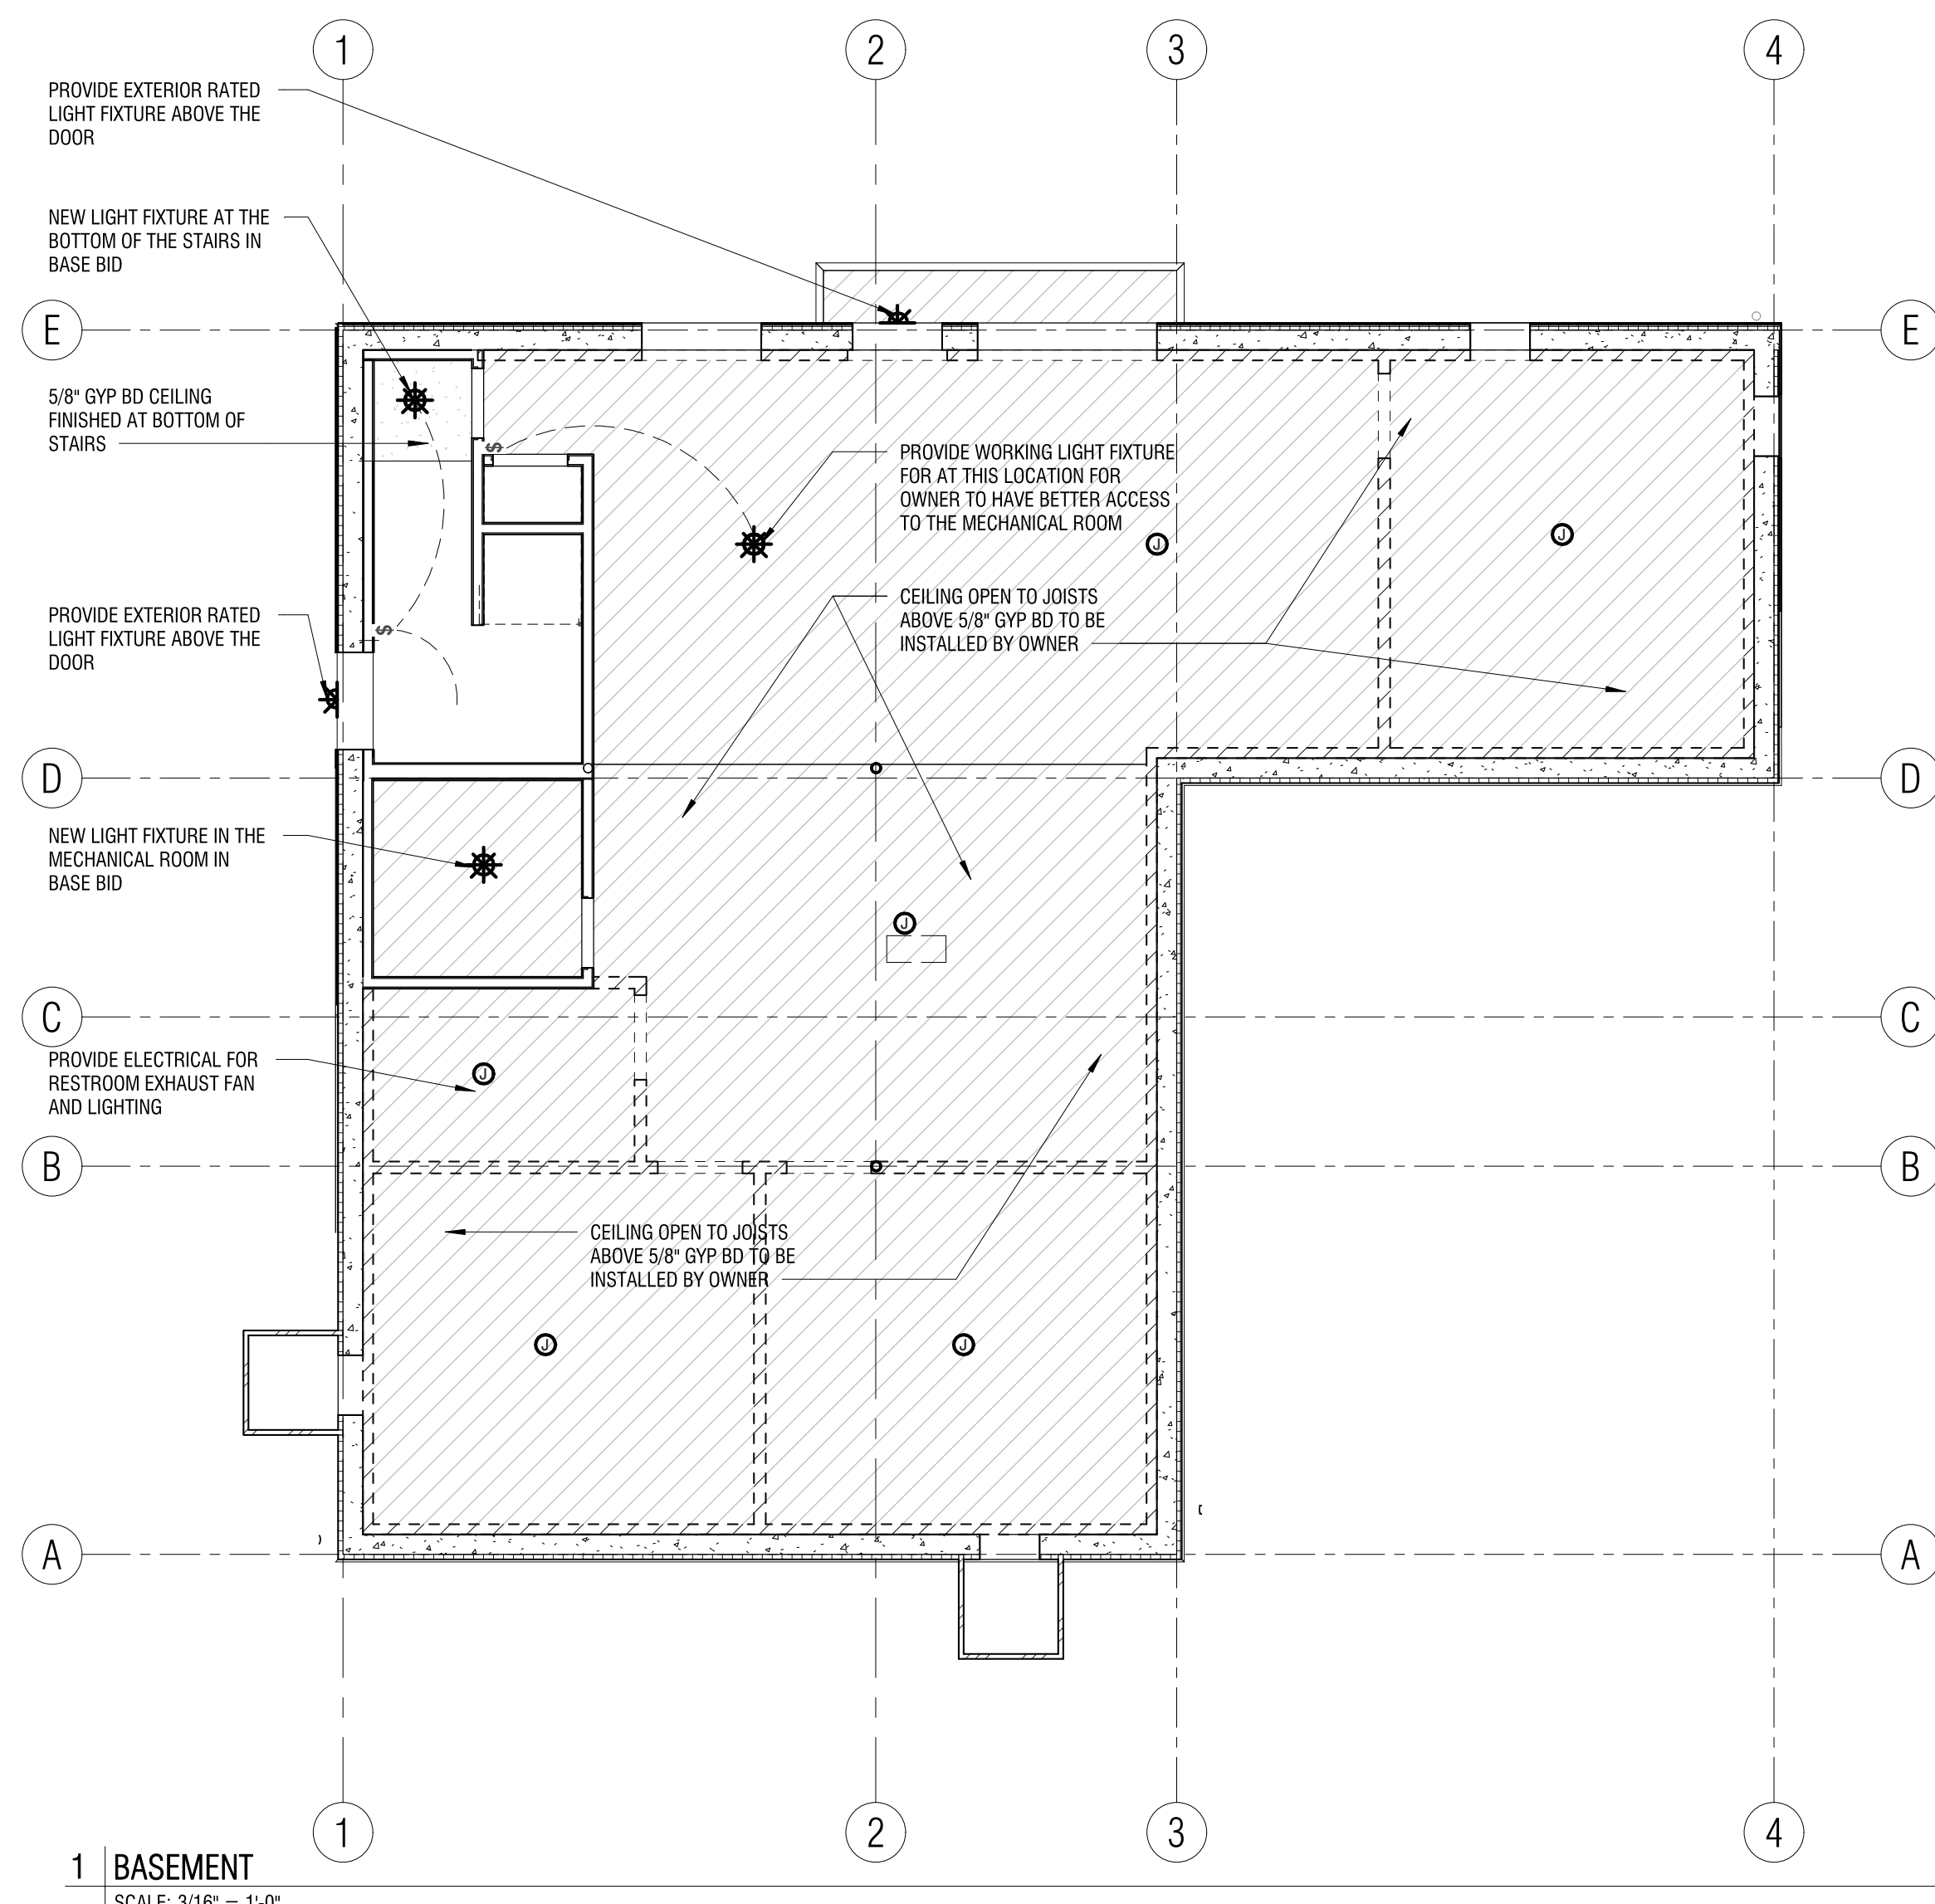 1
2
3
4
PROVIDE EXTERIOR RATED
LIGHT FIXTURE ABOVE THE
DOOR
NEW LIGHT FIXTURE AT THE
BOTTOM OF THE STAIRS IN
BASE BID
E
E
5/8" GYP BD CEILING
FINISHED AT BOTTOM OF
STAIRS
$
PROVIDE WORKING LIGHT FIXTURE
FOR AT THIS LOCATION FOR
OWNER TO HAVE BETTER ACCESS
TO THE MECHANICAL ROOM
J
J
CEILING OPEN TO JOISTS
ABOVE 5/8" GYP BD TO BE
INSTALLED BY OWNER
PROVIDE EXTERIOR RATED
LIGHT FIXTURE ABOVE THE
DOOR
$
D
D
NEW LIGHT FIXTURE IN THE
MECHANICAL ROOM IN
BASE BID
J
C
C
PROVIDE ELECTRICAL FOR
RESTROOM EXHAUST FAN
AND LIGHTING
J
B
B
CEILING OPEN TO JOISTS
ABOVE 5/8" GYP BD TO BE
INSTALLED BY OWNER
J
J
A
A
1
2
3
4
1 BASEMENT
SCALE: 3/16" = 1'-0"